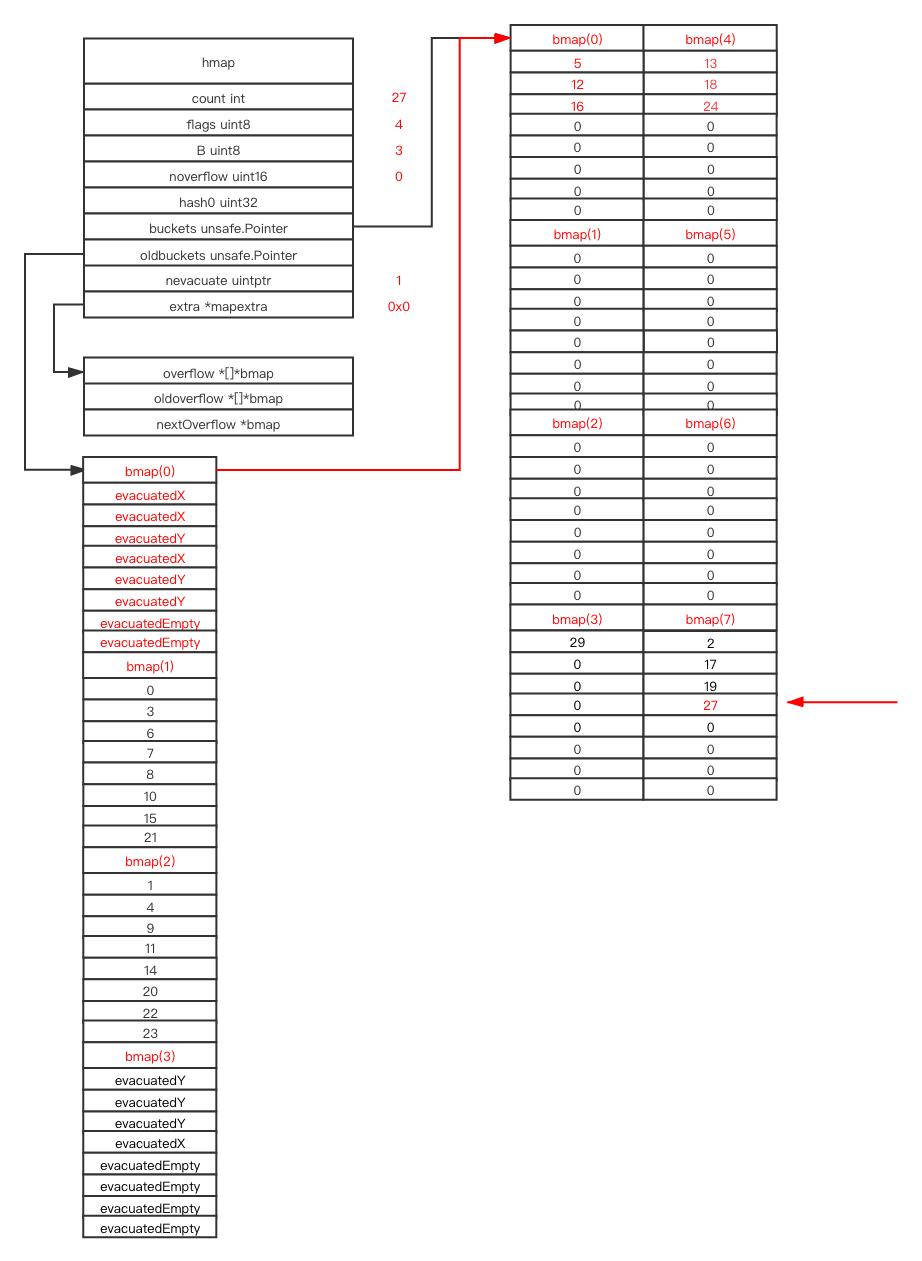 hmap
count int 27
flags uint8 4
B uint8 3
noverflow uint16 0
hash0 uint32
buckets unsafe.Pointer
oldbuckets unsafe.Pointer
nevacuate uintptr 1
extra *mapextra 0x0
overflow *[]*bmap
oldoverflow *[]*bmap
nextOverflow *bmap
bmap(0)
evacuatedX
evacuatedX
evacuatedY
evacuatedX
evacuatedY
evacuatedY
evacuatedEmpty
evacuatedEmpty
bmap(1)
0
3
6
7
8
10
15
21
bmap(2)
1
4
9
11
14
20
22
23
bmap(3)
evacuatedY
evacuatedY
evacuatedY
evacuatedX
evacuatedEmpty
evacuatedEmpty
evacuatedEmpty
evacuatedEmpty
bmap(0) bmap(4)
5 13
12 18
16 24
0 0
0 0
0 0
0 0
0 0
bmap(1) bmap(5)
0 0
0 0
0 0
0 0
0 0
0 0
0 0
0 0
bmap(2) bmap(6)
0 0
0 0
0 0
0 0
0 0
0 0
0 0
0 0
bmap(3) bmap(7)
29 2
0 17
0 19
0 27
0 0
0 0
0 0
0 0